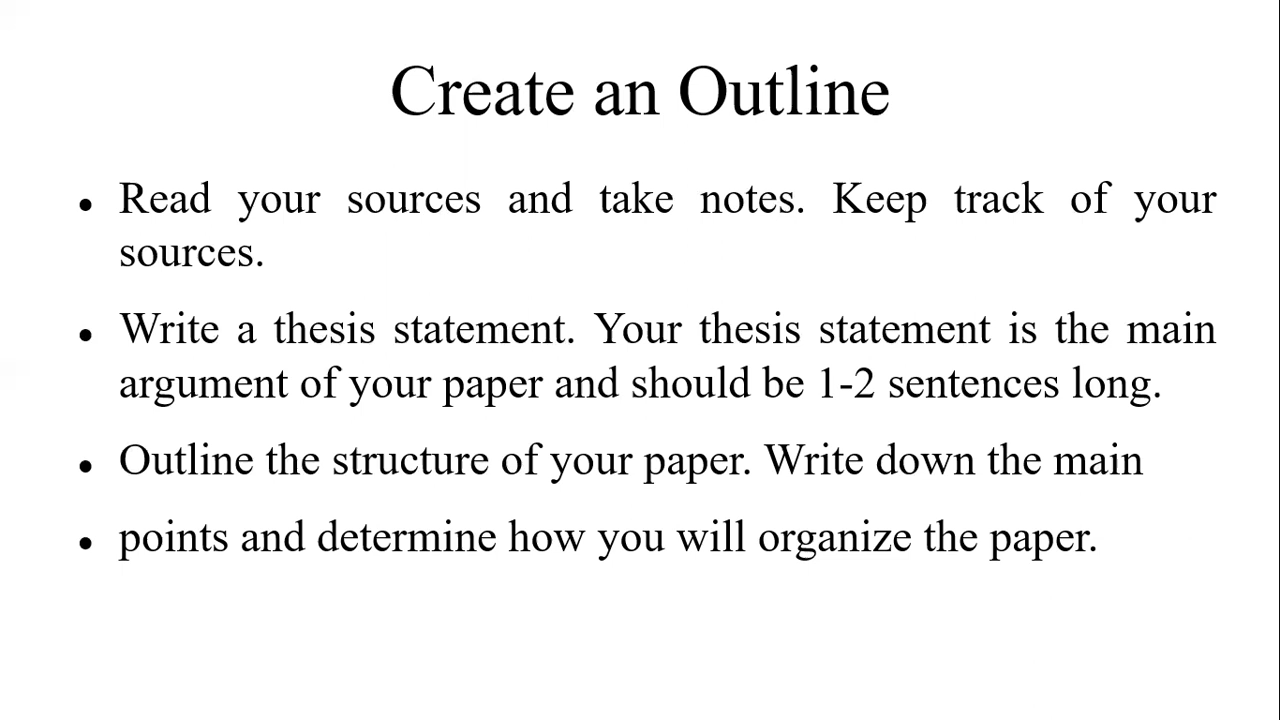 Create an Outline
• Read your sources and take notes. Keep track of your
sources.
• Write a thesis statement. Your thesis statement is the main
argument of your paper and should be 1-2 sentences long.
• Outline the structure of your paper. Write down the main
• points and determine how you will organize the paper.